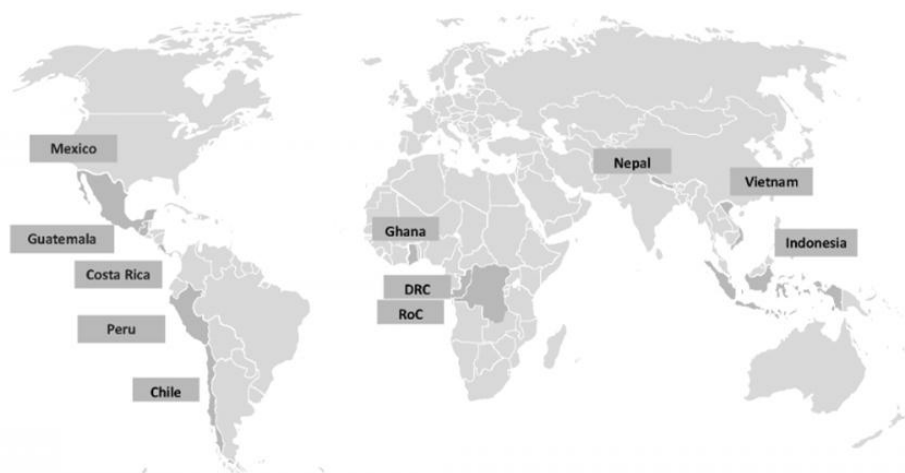 Mexico
Nepal
Vietnam
Ghana
Guatemala
Indonesia
Costa Rica
DRC
RoC
Peru
Chile